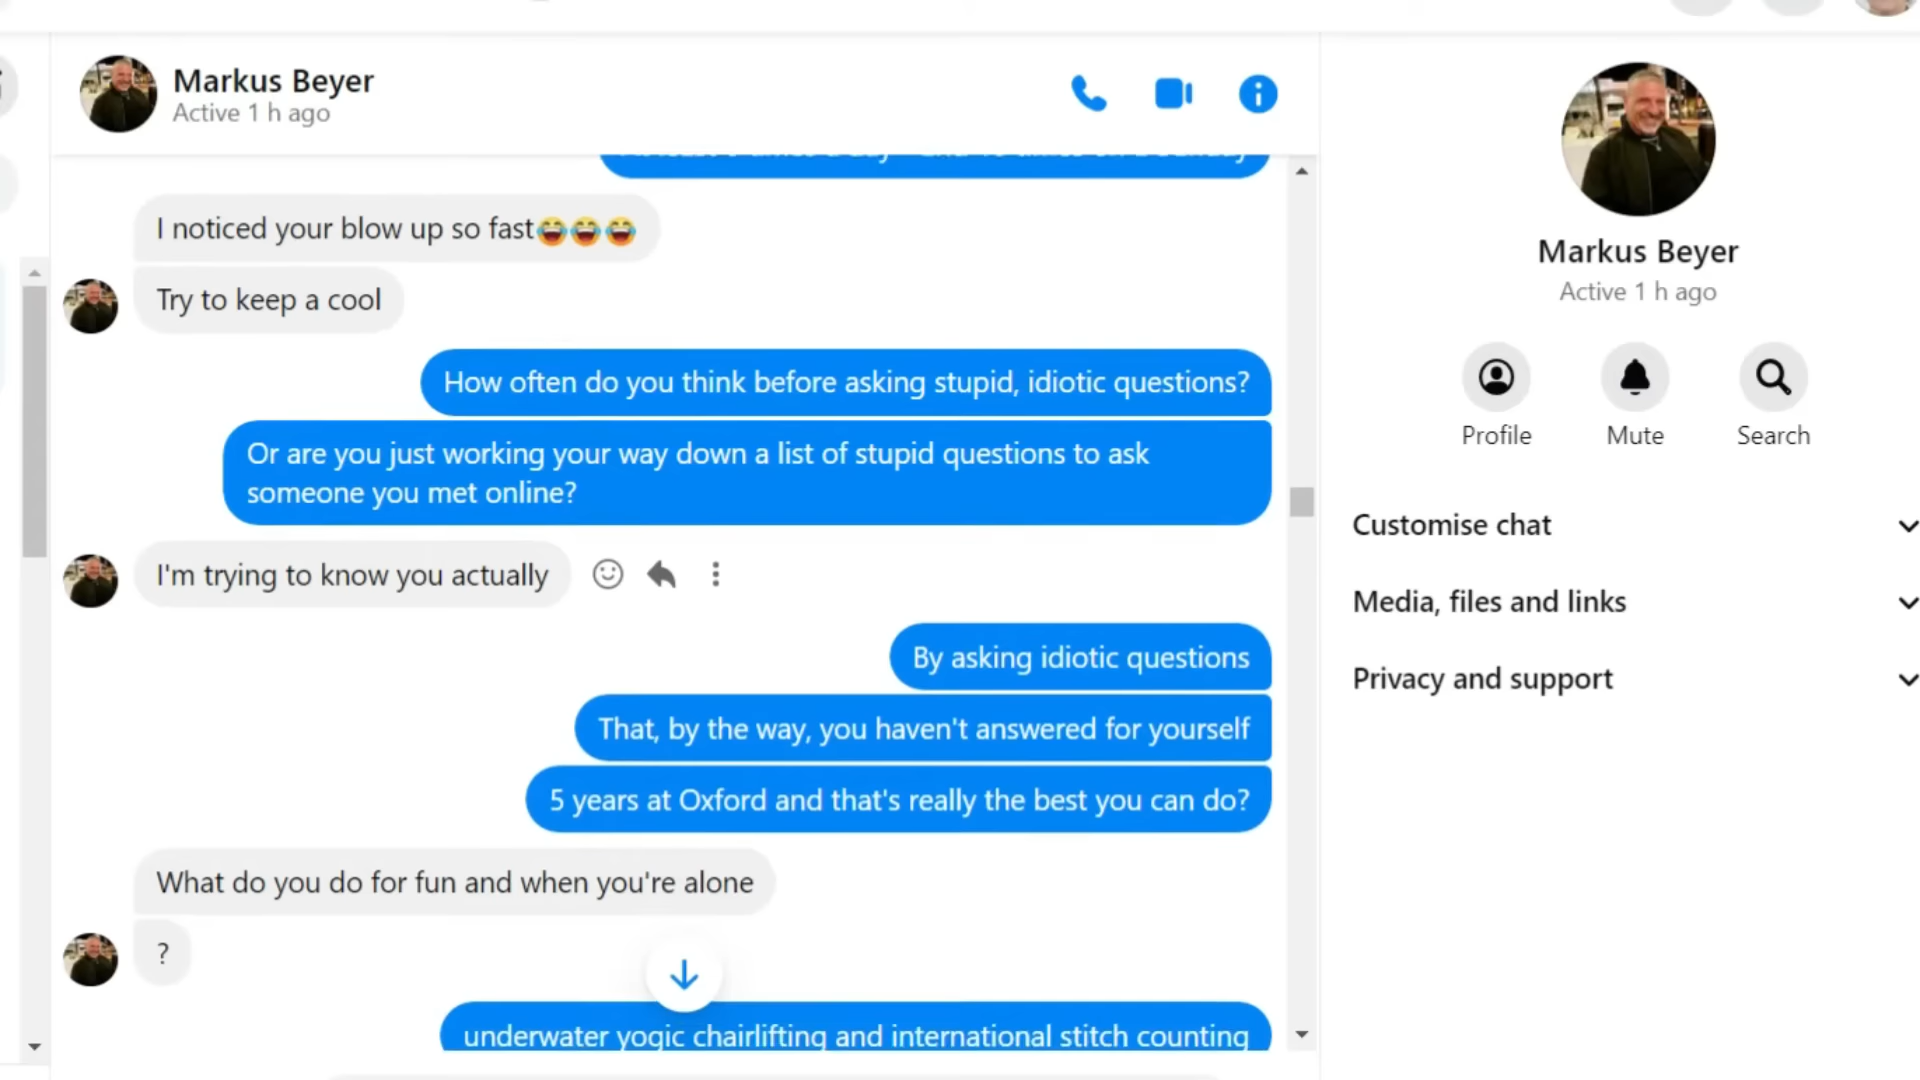 Markus Beyer
Active 1 h ago
I noticed your blow up so fast😂😂😂
Try to keep a cool
How often do you think before asking stupid, idiotic questions?
Or are you just working your way down a list of stupid questions to ask
someone you met online?
I'm trying to know you actually
By asking idiotic questions
That, by the way, you haven't answered for yourself
5 years at Oxford and that's really the best you can do?
What do you do for fun and when you're alone
?
underwater yogic chairlifting and international stitch counting
Markus Beyer
Active 1 h ago
Profile
Mute
Search
Customise chat
Media, files and links
Privacy and support